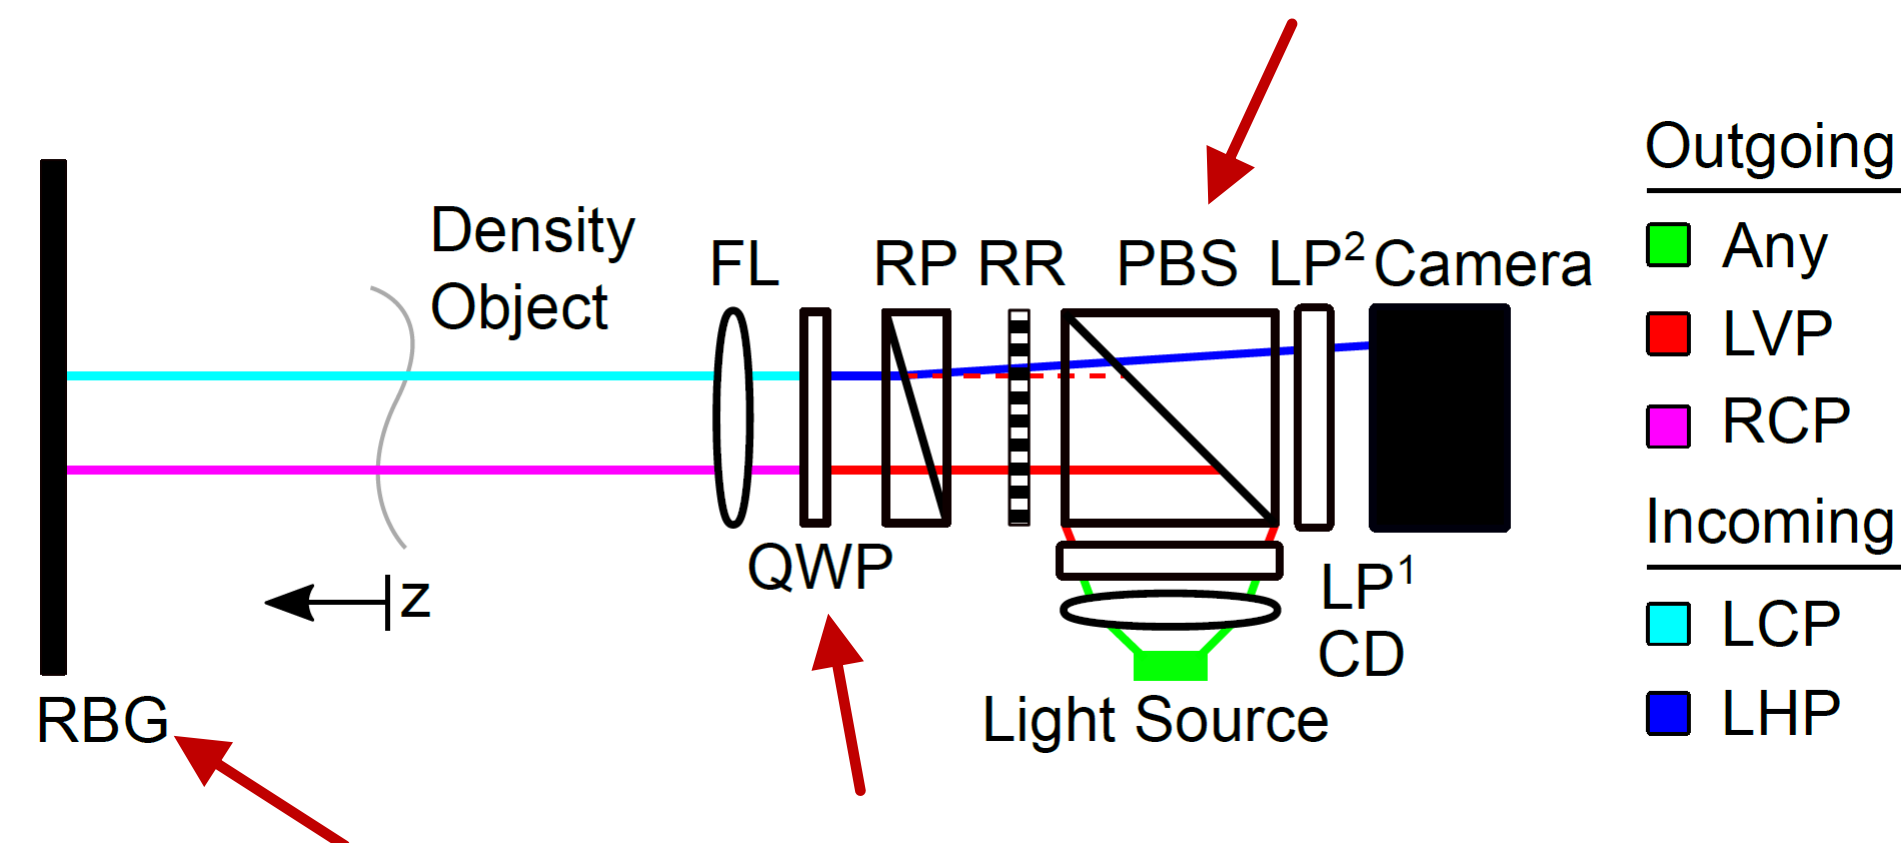 Density
Object
FL
RP
RR
PBS
LP²
Camera
QWP
z
RBG
LP¹
CD
Light Source
Outgoing
Any
LVP
RCP
Incoming
LCP
LHP